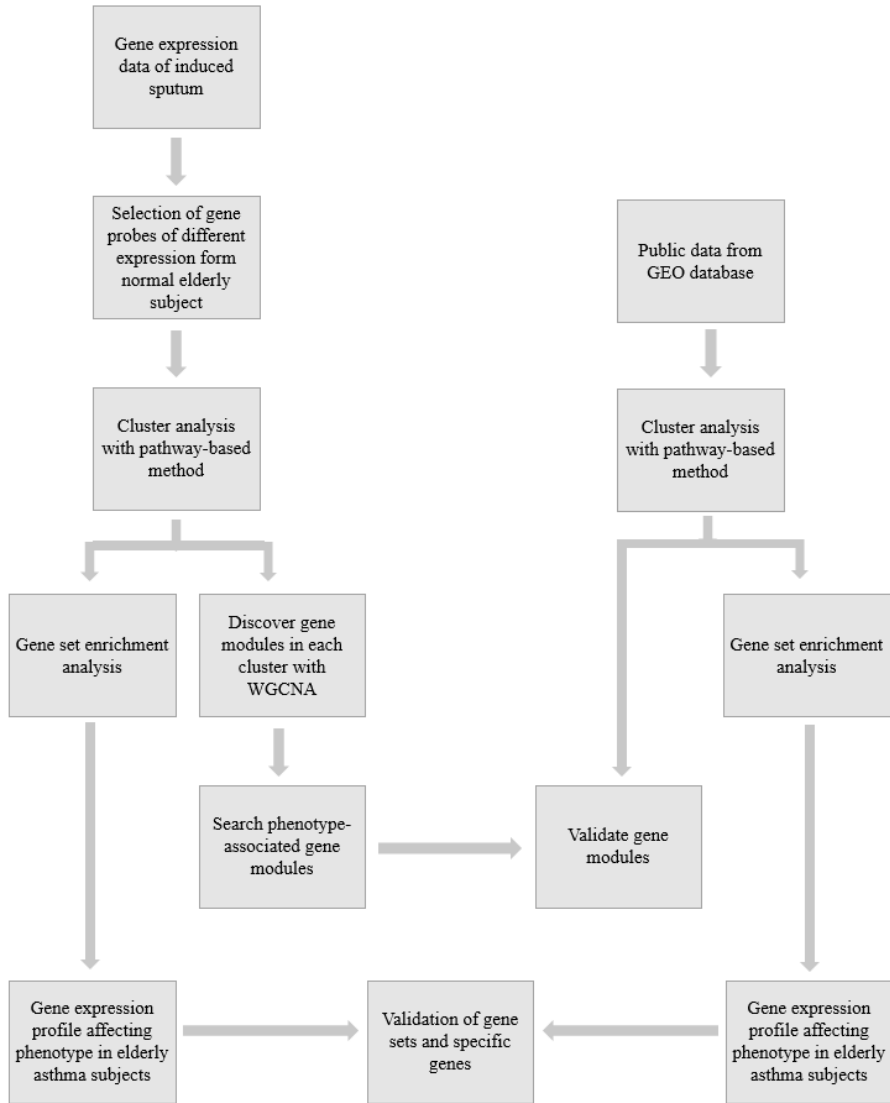 Gene expression
data of induced
sputum
Selection of gene
probes of different
expression form
normal elderly
subject
Public data from
GEO database
Cluster analysis
with pathway-based
method
Cluster analysis
with pathway-based
method
Gene set enrichment
analysis
Discover gene
modules in each
cluster with
WGCNA
Gene set enrichment
analysis
Search phenotype-
associated gene
modules
Validate gene
modules
Gene expression
profile affecting
phenotype in elderly
asthma subjects
Validation of gene
sets and specific
genes
Gene expression
profile affecting
phenotype in elderly
asthma subjects